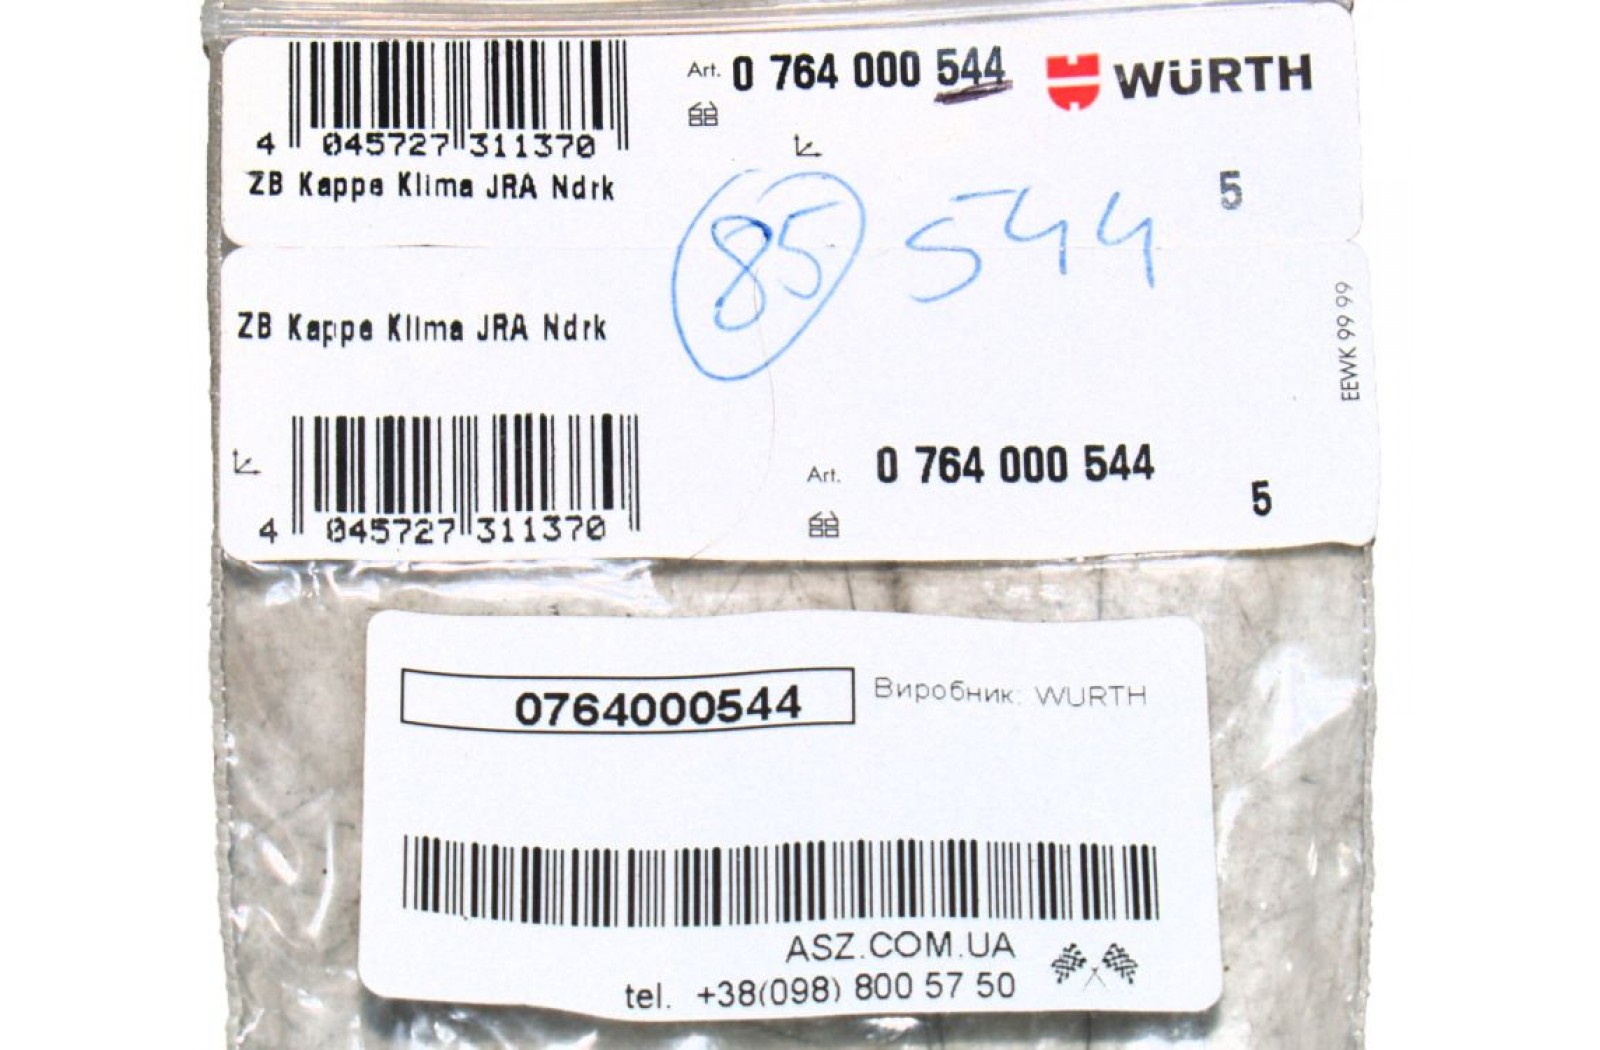 Art. 0 764 000 544 WÜRTH
4 045727 311370
ZB Kappe Klima JRA Ndrk
5
85 544
ZB Kappe Klima JRA Ndrk
EEWK 99 99
Art. 0 764 000 544
5
4 045727 311370
0764000544
Виробник: WURTH
ASZ.COM.UA
tel. +38(098) 800 57 50